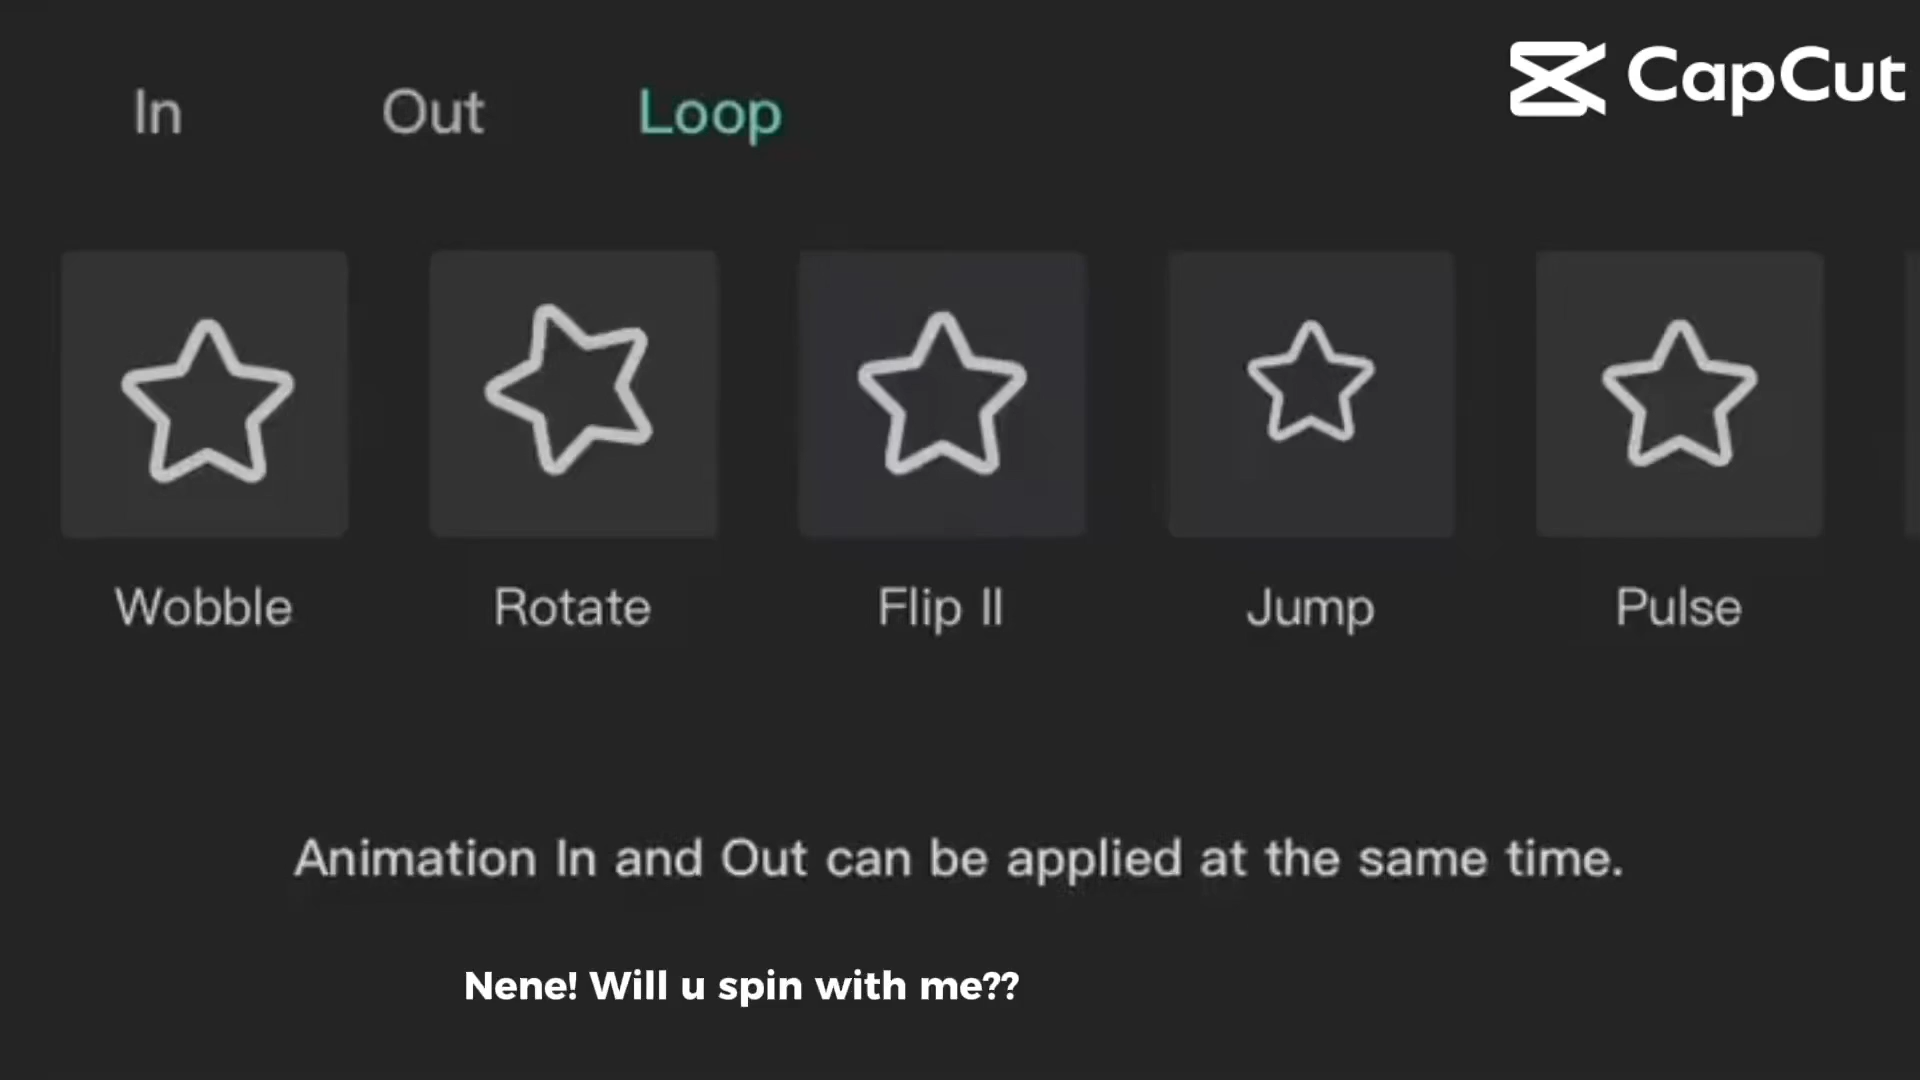 In Out Loop
CapCut
Wobble Rotate Flip II Jump Pulse
Animation In and Out can be applied at the same time.
Nene! Will u spin with me??